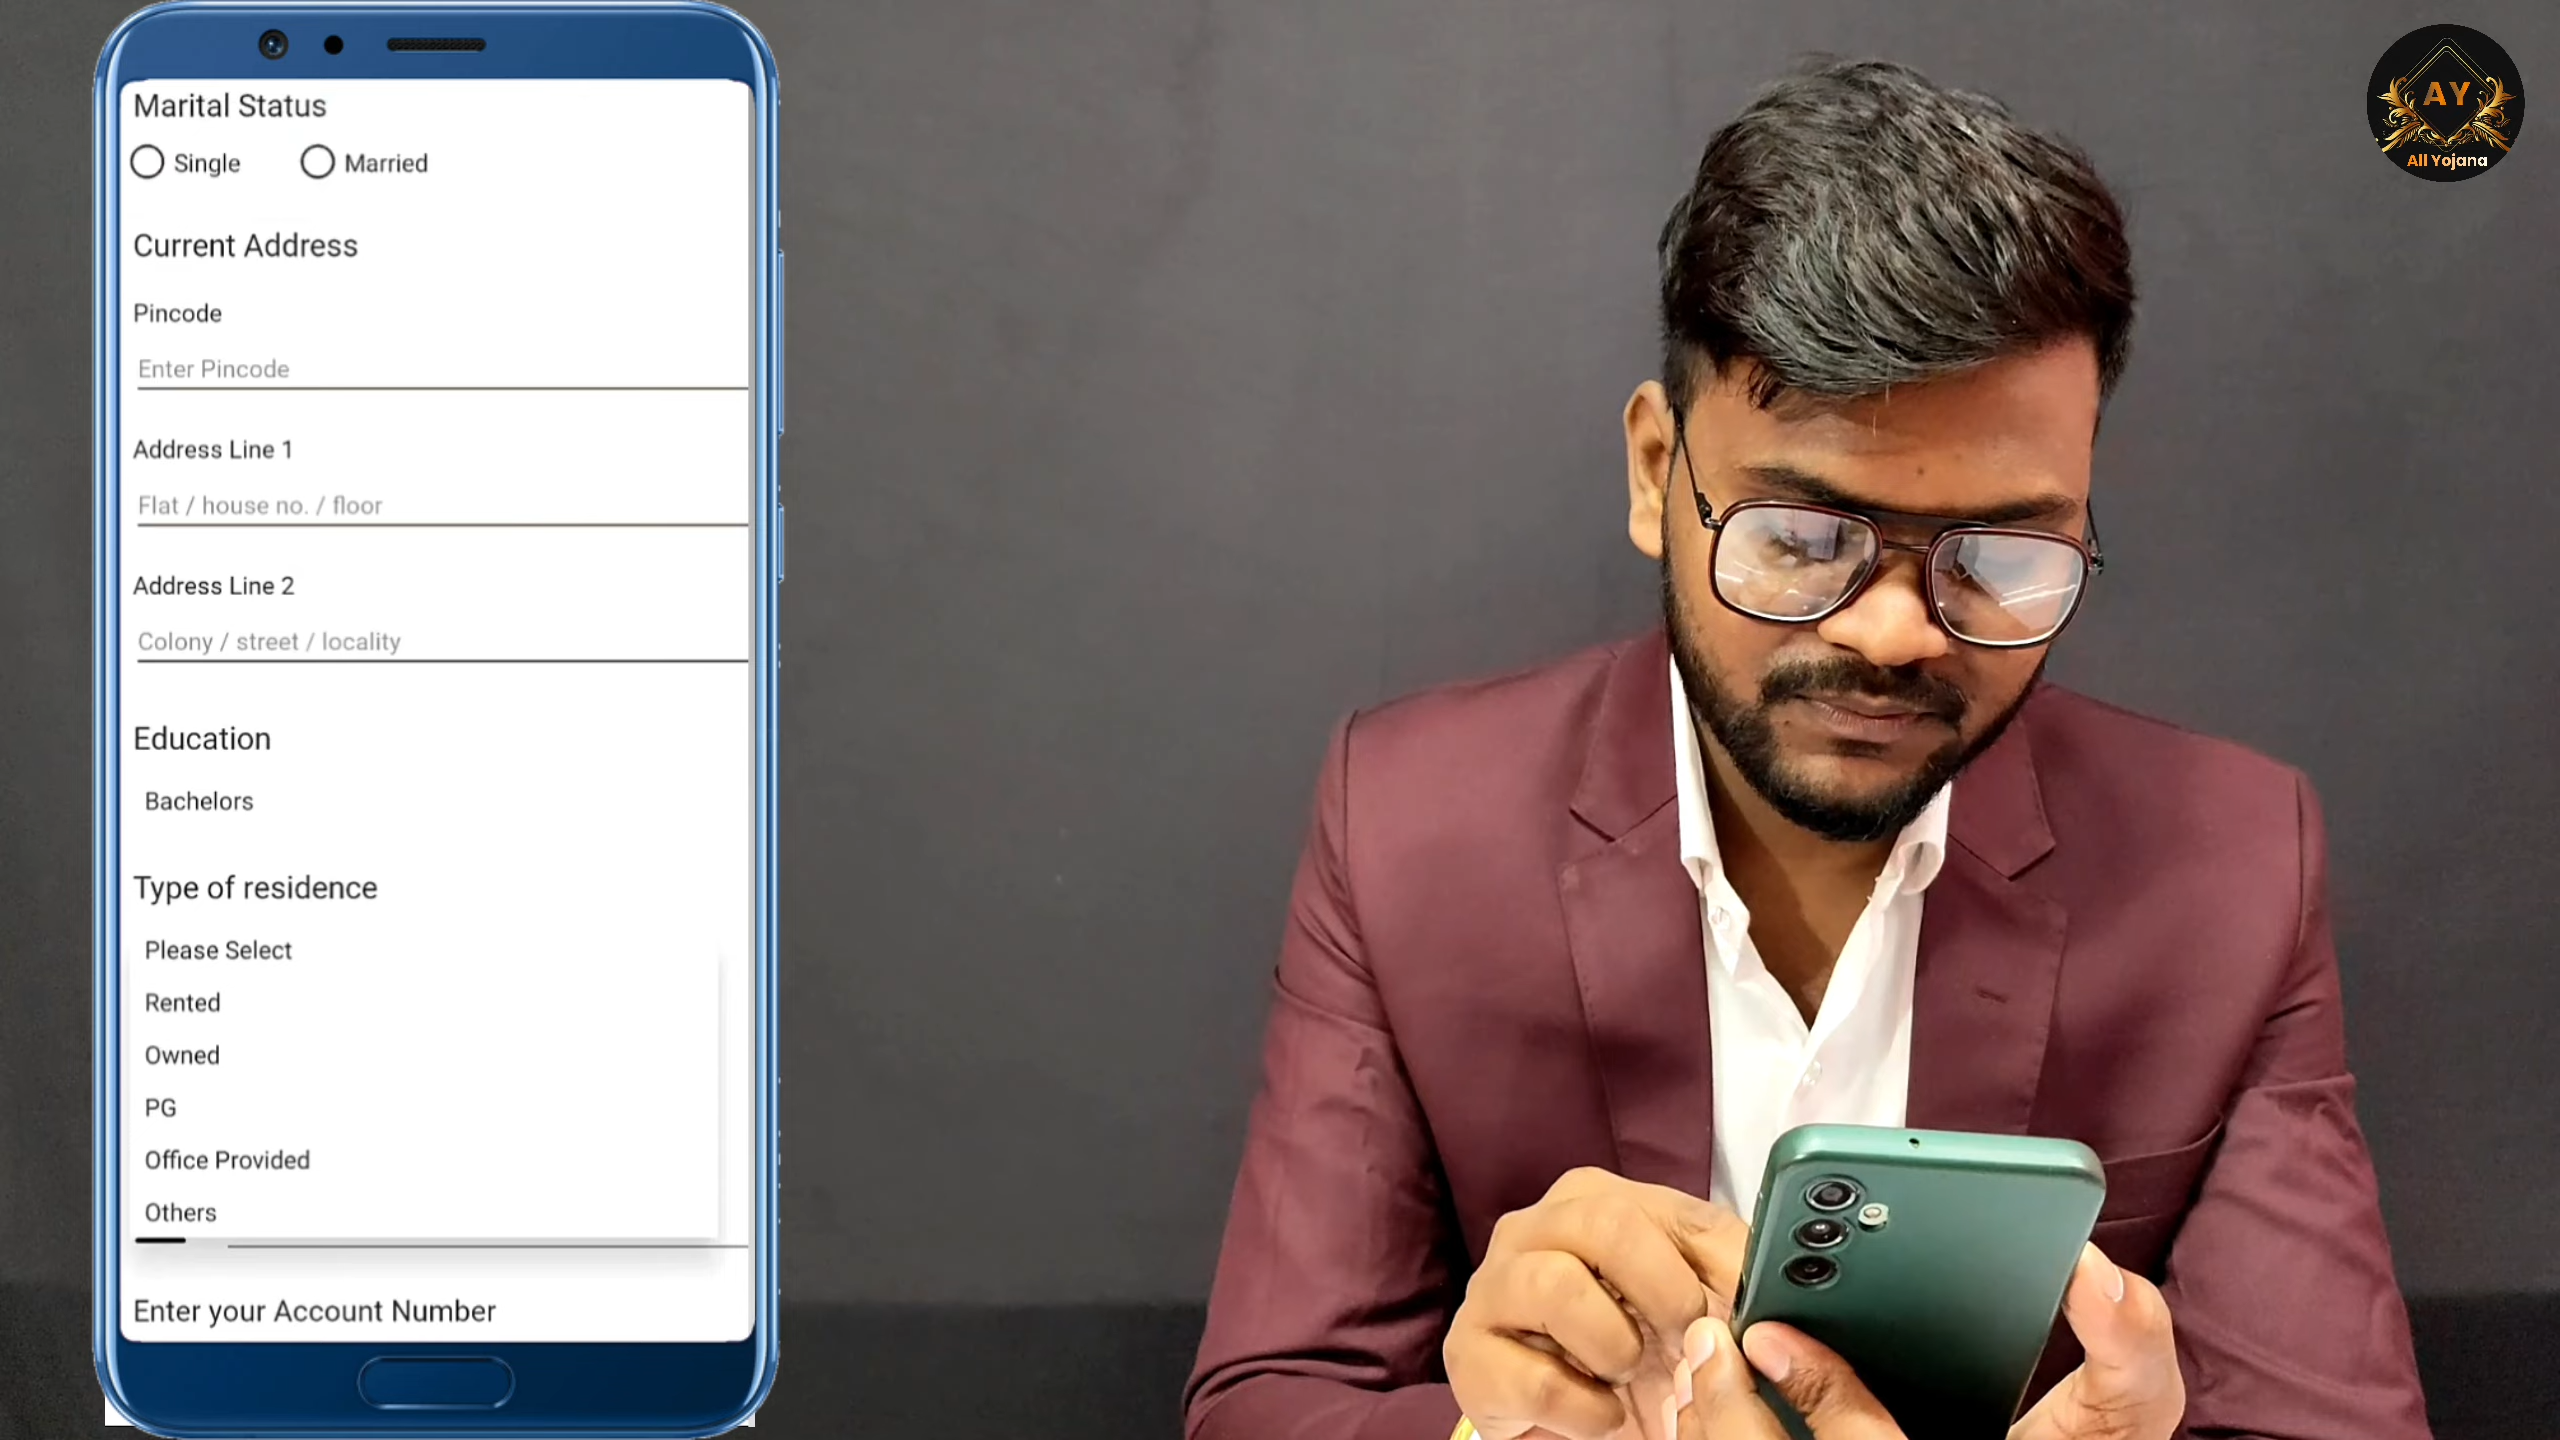 Marital Status
Single Married
Current Address
Pincode
Enter Pincode
Address Line 1
Flat / house no. / floor
Address Line 2
Colony / street / locality
Education
Bachelors
Type of residence
Please Select
Rented
Owned
PG
Office Provided
Others
Enter your Account Number
AY
All Yojana